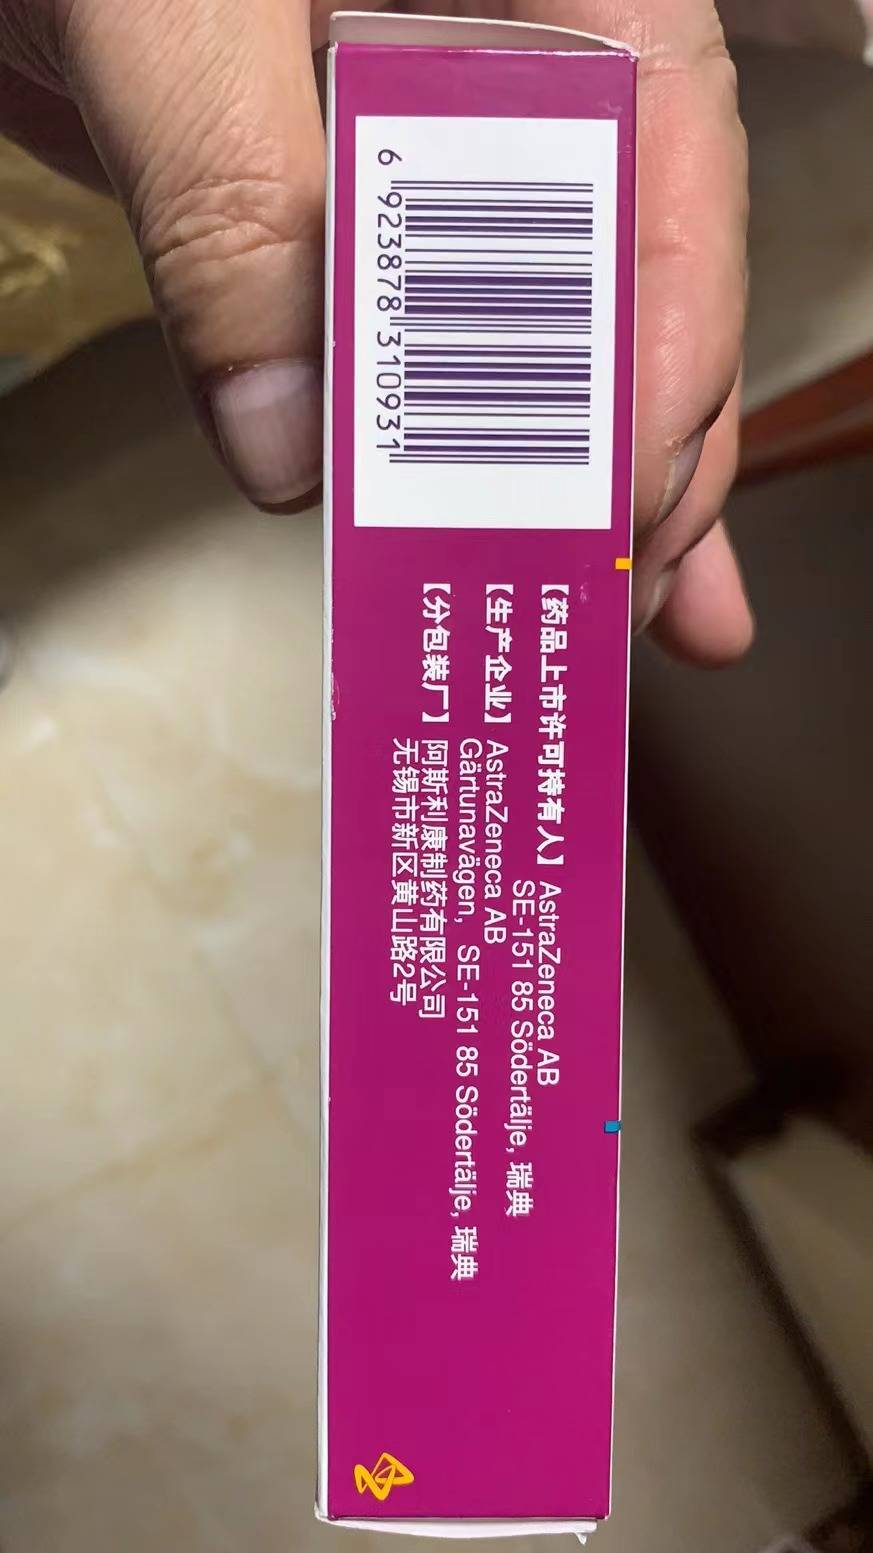 6 923878 310931
【药品上市许可持有人】AstraZeneca AB
SE-151 85 Södertälje, 瑞典
【生产企业】AstraZeneca AB
Gärtunavägen, SE-151 85 Södertälje, 瑞典
【分包装厂】阿斯利康制药有限公司
无锡市新区黄山路2号